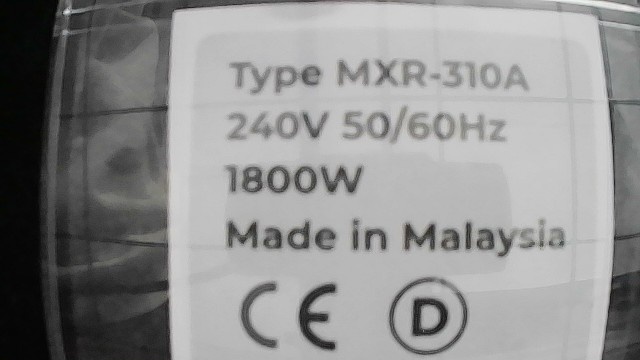 Type MXR-310A
240V 50/60Hz
1800W
Made in Malaysia
CE D